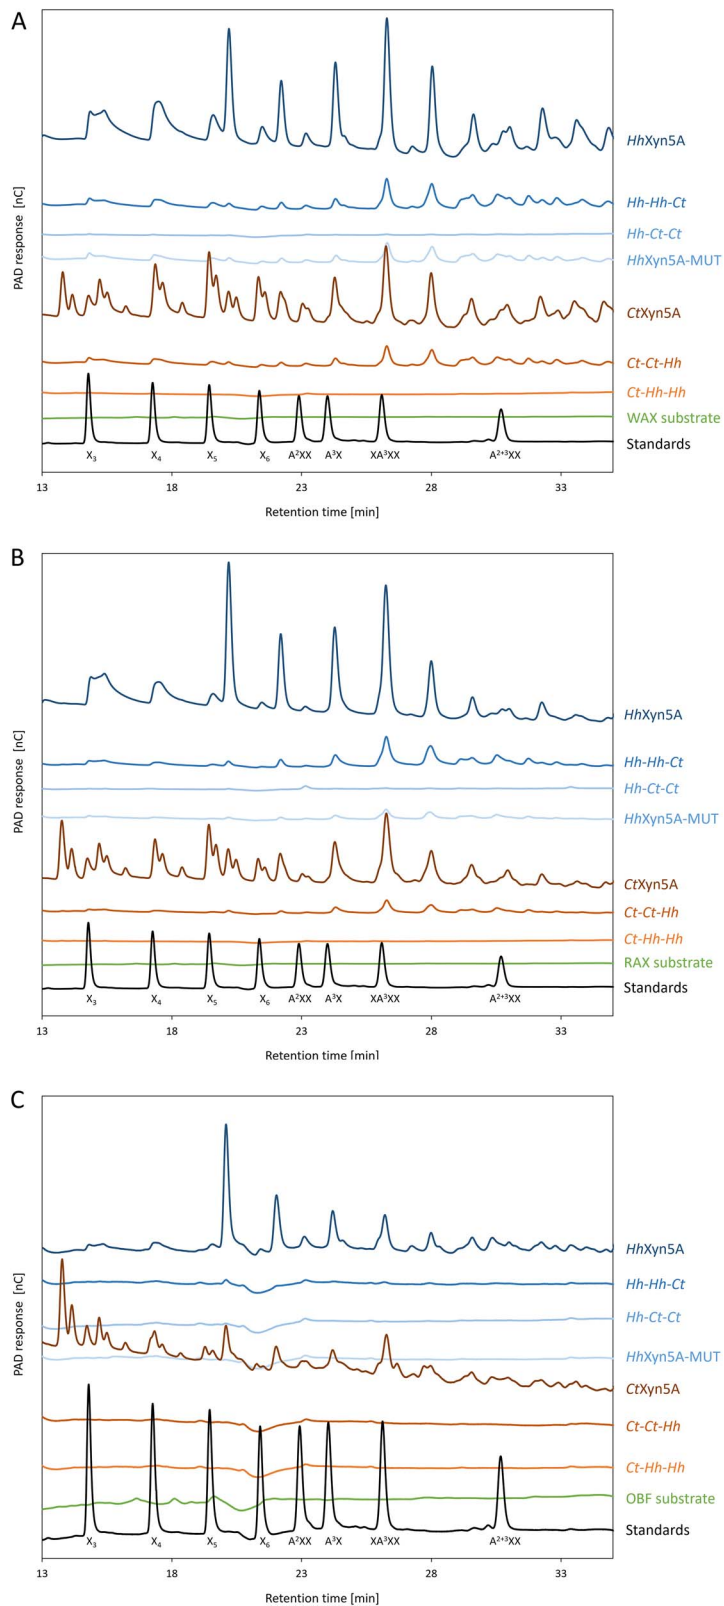 A
PAD response [nC]
HhXyn5A
Hh-Hh-Ct
Hh-Ct-Ct
HhXyn5A-MUT
CtXyn5A
Ct-Ct-Hh
Ct-Hh-Hh
WAX substrate
Standards
X₃ X₄ X₅ X₆ A²XX A³X XA³XX A²⁺³XX
13 18 23 28 33
Retention time [min]
B
PAD response [nC]
HhXyn5A
Hh-Hh-Ct
Hh-Ct-Ct
HhXyn5A-MUT
CtXyn5A
Ct-Ct-Hh
Ct-Hh-Hh
RAX substrate
Standards
X₃ X₄ X₅ X₆ A²XX A³X XA³XX A²⁺³XX
13 18 23 28 33
Retention time [min]
C
PAD response [nC]
HhXyn5A
Hh-Hh-Ct
Hh-Ct-Ct
HhXyn5A-MUT
CtXyn5A
Ct-Ct-Hh
Ct-Hh-Hh
OBF substrate
Standards
X₃ X₄ X₅ X₆ A²XX A³X XA³XX A²⁺³XX
13 18 23 28 33
Retention time [min]